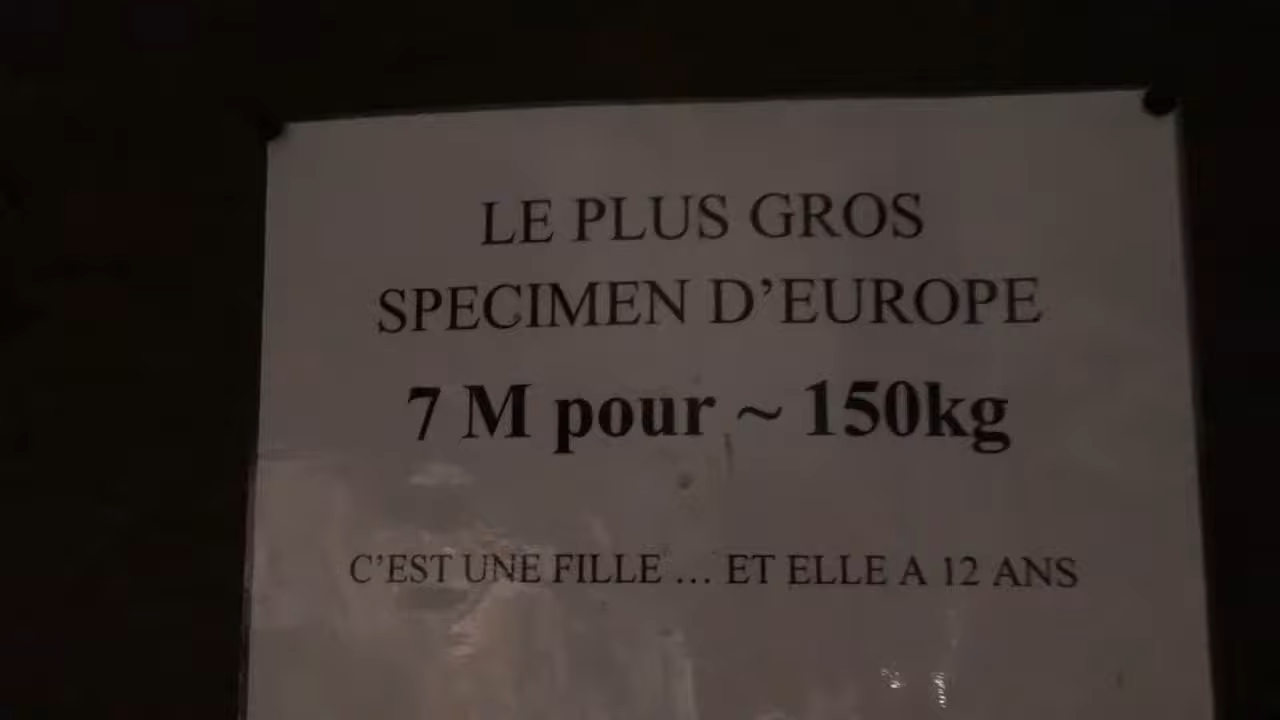 LE PLUS GROS
SPECIMEN D'EUROPE
7 M pour ~ 150kg
C'EST UNE FILLE ... ET ELLE A 12 ANS